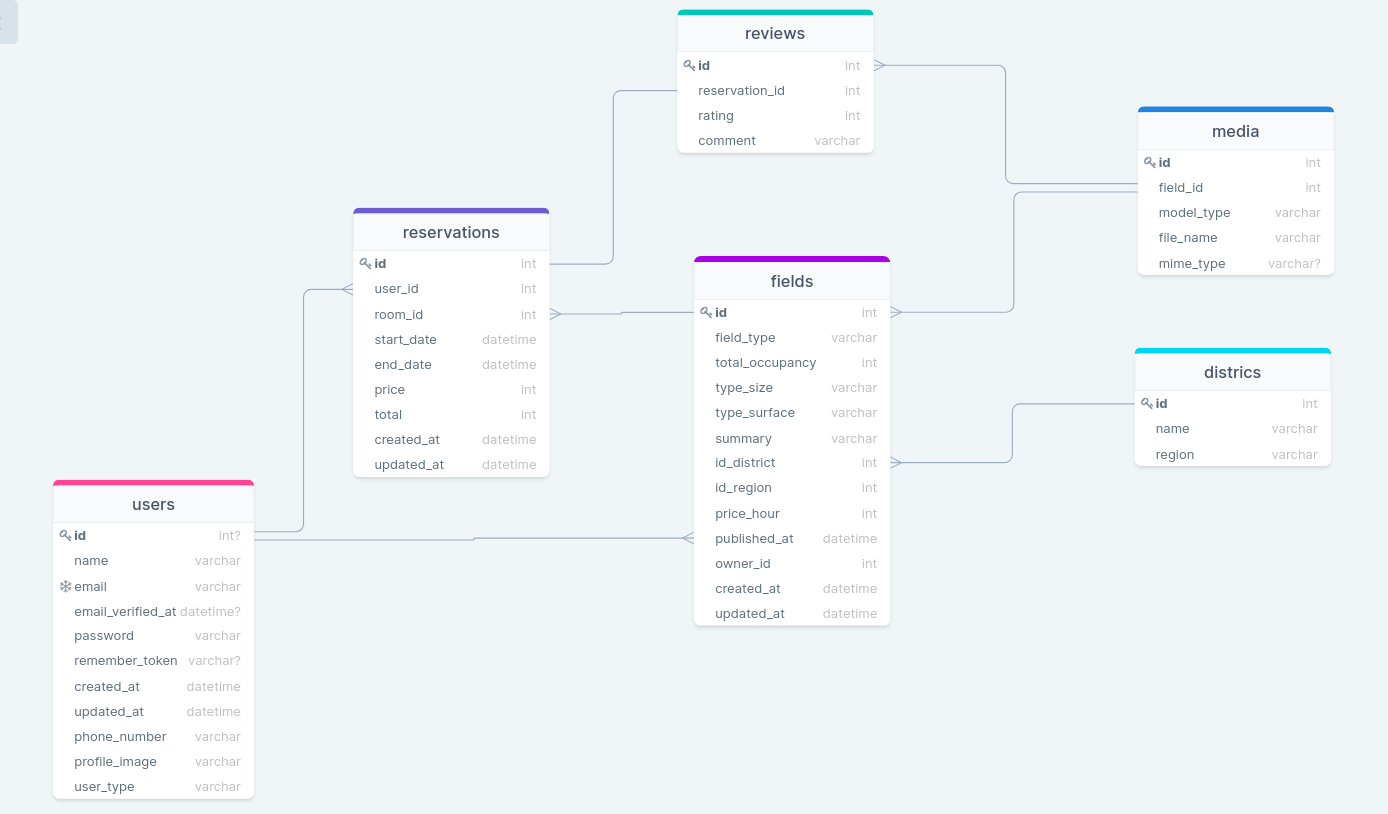 reviews
id int
reservation_id int
rating int
comment varchar
media
id int
field_id int
model_type varchar
file_name varchar
mime_type varchar?
reservations
id int
user_id int
room_id int
start_date datetime
end_date datetime
price int
total int
created_at datetime
updated_at datetime
fields
id int
field_type varchar
total_occupancy int
type_size varchar
type_surface varchar
summary varchar
id_district int
id_region int
price_hour int
published_at datetime
owner_id int
created_at datetime
updated_at datetime
districs
id int
name varchar
region varchar
users
id int?
name varchar
email varchar
email_verified_at datetime?
password varchar
remember_token varchar?
created_at datetime
updated_at datetime
phone_number varchar
profile_image varchar
user_type varchar